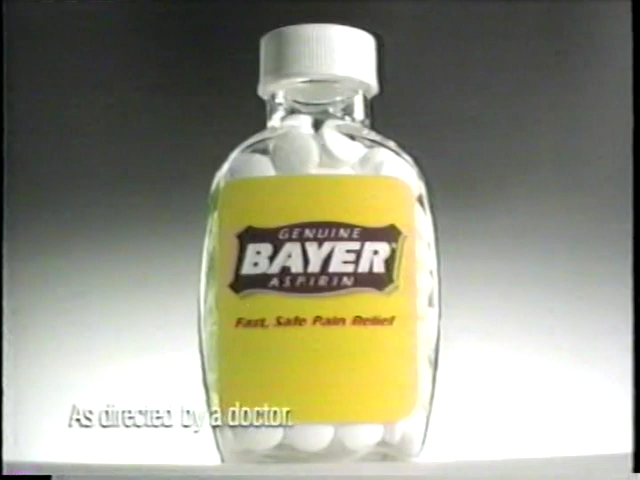 GENUINE
BAYER
ASPIRIN
Fast, Safe Pain Relief
As directed by a doctor.